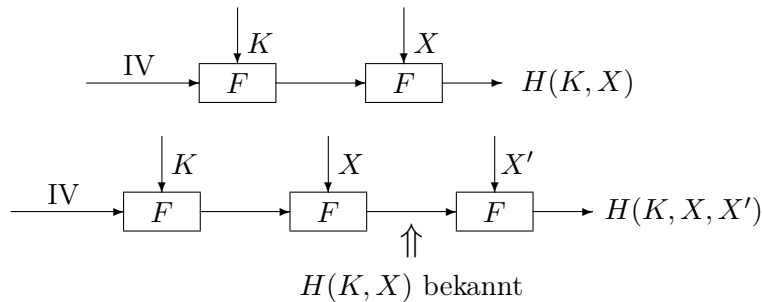 K X
IV F F H(K, X)
K X X′
IV F F F H(K, X, X′)
⇑
H(K, X) bekannt